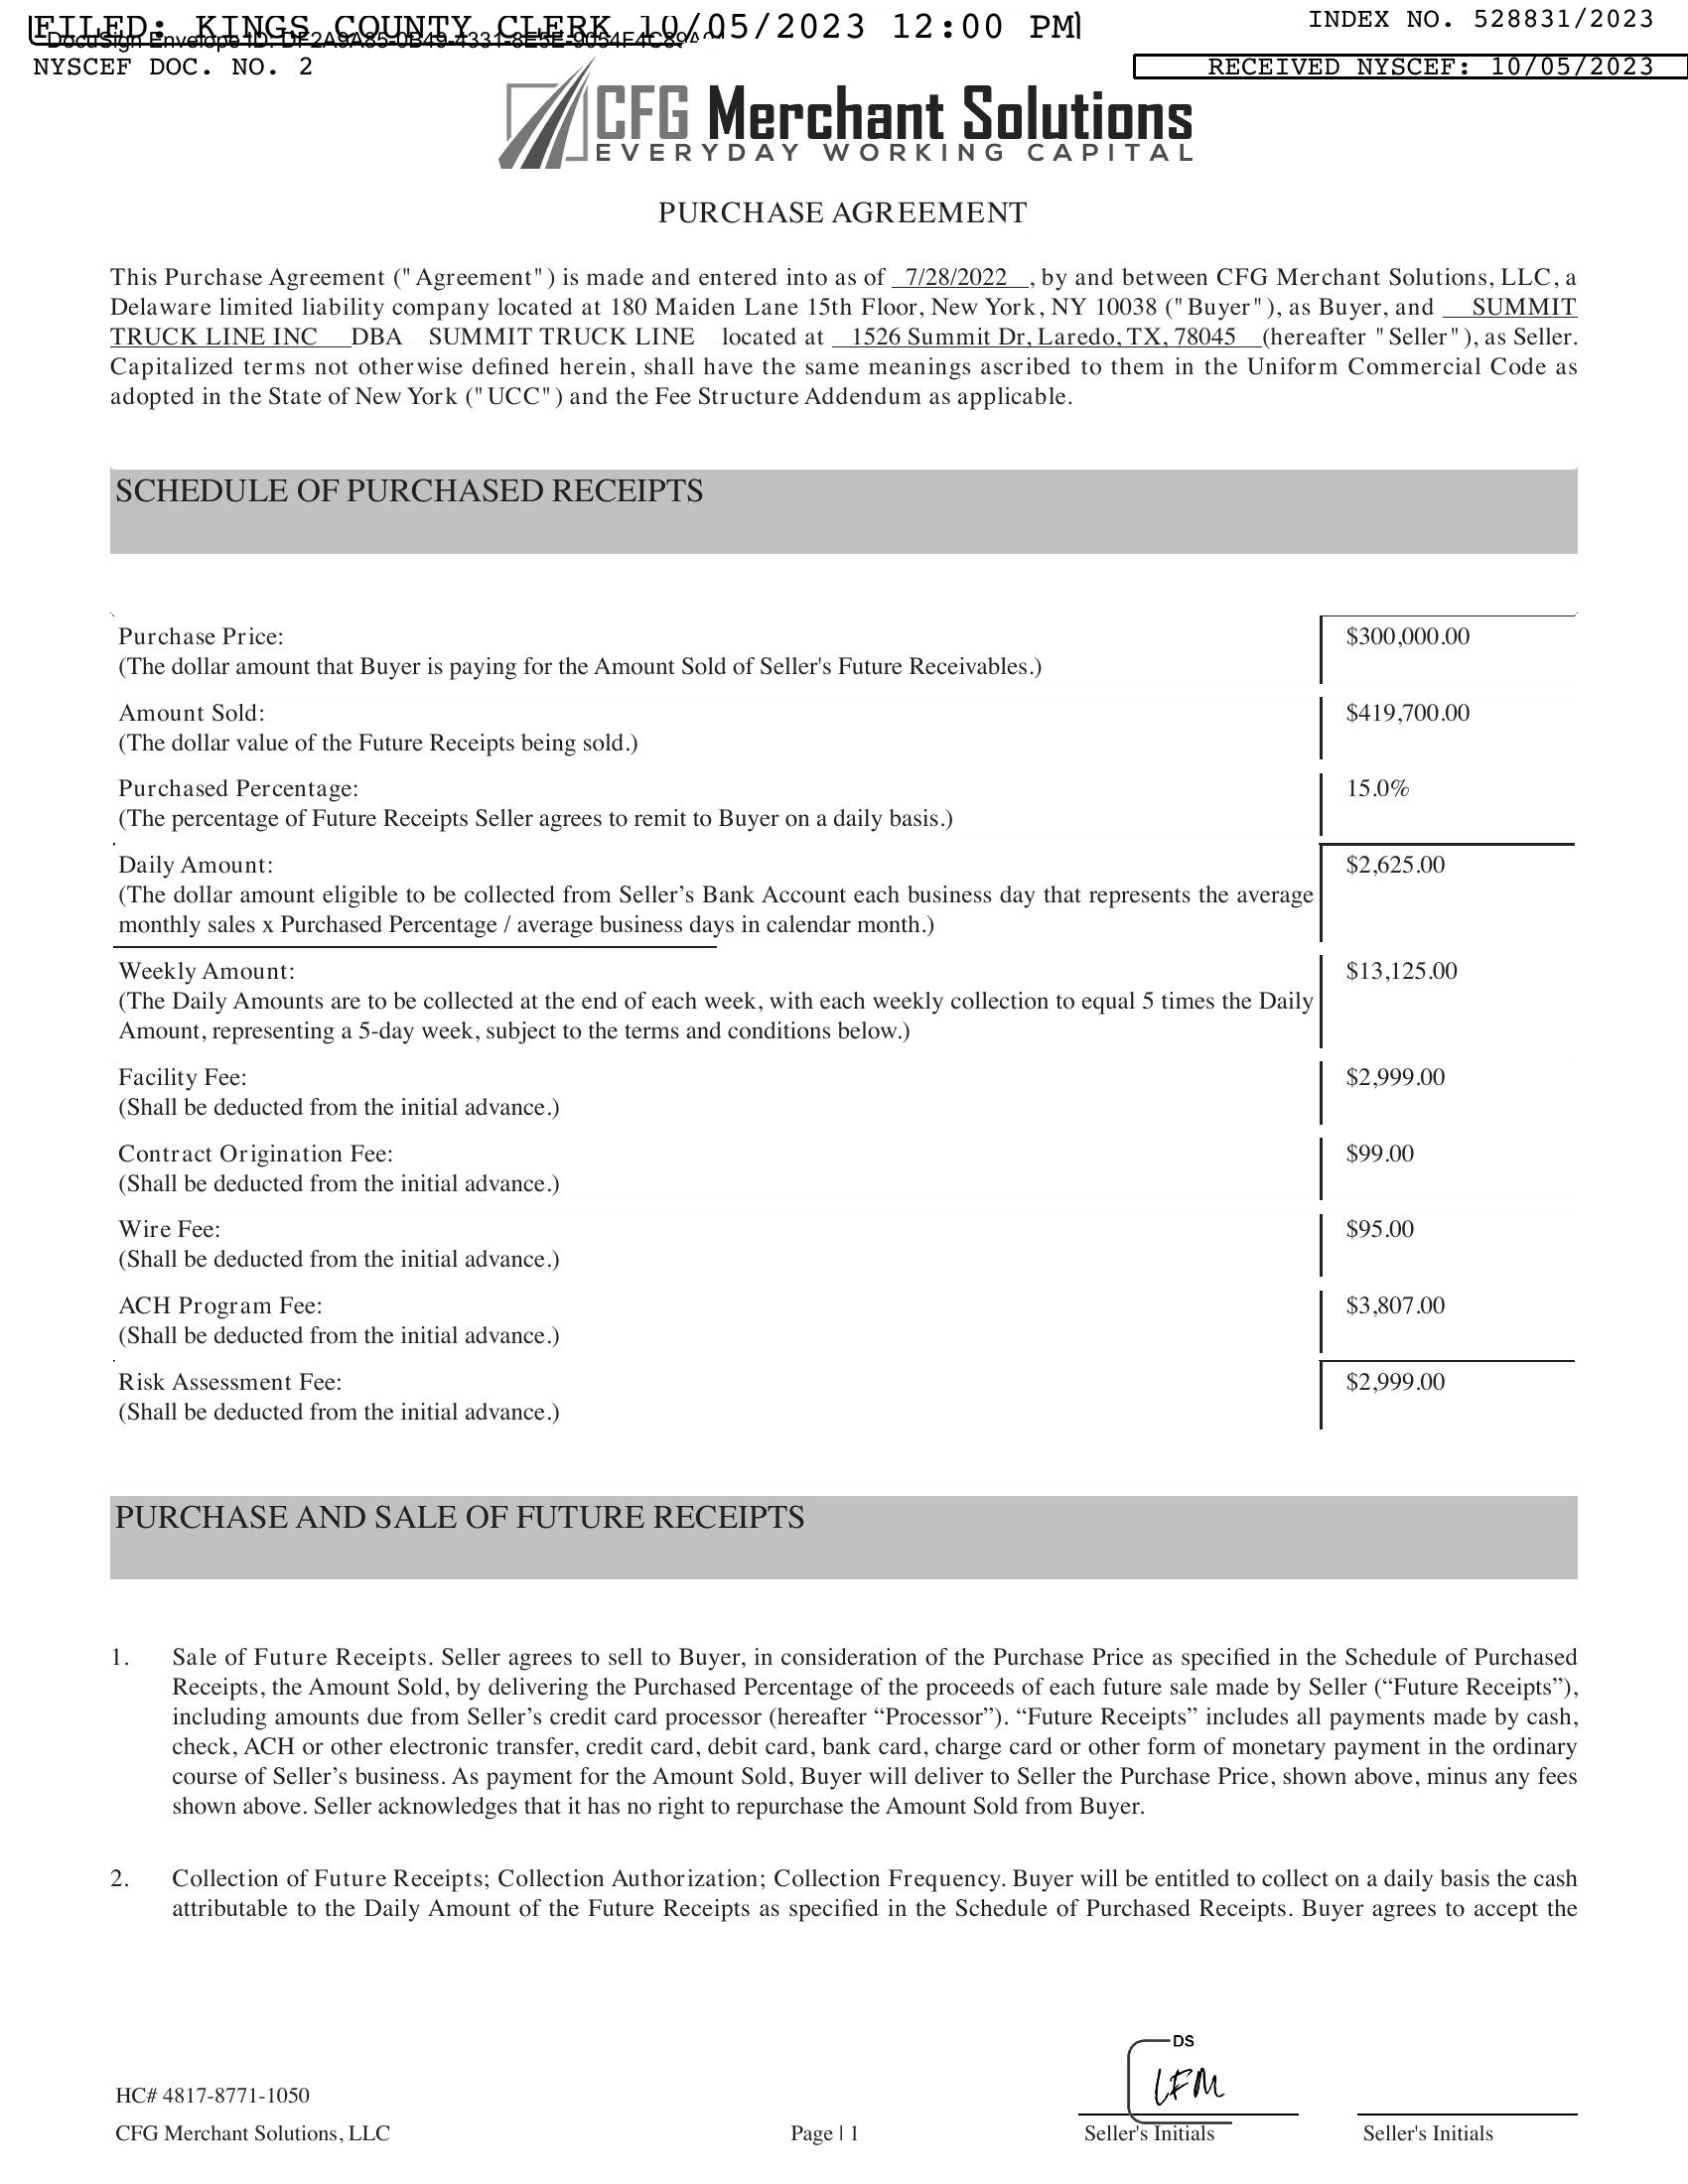 FILED: KINGS COUNTY CLERK 10/05/2023 12:00 PM
INDEX NO. 528831/2023
DocuSign Envelope ID:
NYSCEF DOC. NO. 2
RECEIVED NYSCEF: 10/05/2023
CFG Merchant Solutions
EVERYDAY WORKING CAPITAL
PURCHASE AGREEMENT
This Purchase Agreement ("Agreement") is made and entered into as of 7/28/2022, by and between CFG Merchant Solutions, LLC, a
Delaware limited liability company located at 180 Maiden Lane 15th Floor, New York, NY 10038 ("Buyer"), as Buyer, and SUMMIT
TRUCK LINE INC DBA SUMMIT TRUCK LINE located at 1526 Summit Dr, Laredo, TX, 78045 (hereafter "Seller"), as Seller.
Capitalized terms not otherwise defined herein, shall have the same meanings ascribed to them in the Uniform Commercial Code as
adopted in the State of New York ("UCC") and the Fee Structure Addendum as applicable.
SCHEDULE OF PURCHASED RECEIPTS
Purchase Price:
$300,000.00
(The dollar amount that Buyer is paying for the Amount Sold of Seller's Future Receivables.)
Amount Sold:
$419,700.00
(The dollar value of the Future Receipts being sold.)
Purchased Percentage:
15.0%
(The percentage of Future Receipts Seller agrees to remit to Buyer on a daily basis.)
Daily Amount:
$2,625.00
(The dollar amount eligible to be collected from Seller’s Bank Account each business day that represents the average
monthly sales x Purchased Percentage / average business days in calendar month.)
Weekly Amount:
$13,125.00
(The Daily Amounts are to be collected at the end of each week, with each weekly collection to equal 5 times the Daily
Amount, representing a 5-day week, subject to the terms and conditions below.)
Facility Fee:
$2,999.00
(Shall be deducted from the initial advance.)
Contract Origination Fee:
$99.00
(Shall be deducted from the initial advance.)
Wire Fee:
$95.00
(Shall be deducted from the initial advance.)
ACH Program Fee:
$3,807.00
(Shall be deducted from the initial advance.)
Risk Assessment Fee:
$2,999.00
(Shall be deducted from the initial advance.)
PURCHASE AND SALE OF FUTURE RECEIPTS
1. Sale of Future Receipts. Seller agrees to sell to Buyer, in consideration of the Purchase Price as specified in the Schedule of Purchased
Receipts, the Amount Sold, by delivering the Purchased Percentage of the proceeds of each future sale made by Seller (“Future Receipts”),
including amounts due from Seller’s credit card processor (hereafter “Processor”). “Future Receipts” includes all payments made by cash,
check, ACH or other electronic transfer, credit card, debit card, bank card, charge card or other form of monetary payment in the ordinary
course of Seller’s business. As payment for the Amount Sold, Buyer will deliver to Seller the Purchase Price, shown above, minus any fees
shown above. Seller acknowledges that it has no right to repurchase the Amount Sold from Buyer.
2. Collection of Future Receipts; Collection Authorization; Collection Frequency. Buyer will be entitled to collect on a daily basis the cash
attributable to the Daily Amount of the Future Receipts as specified in the Schedule of Purchased Receipts. Buyer agrees to accept the
DS
LFM
HC# 4817-8771-1050
CFG Merchant Solutions, LLC
Page | 1
Seller's Initials
Seller's Initials